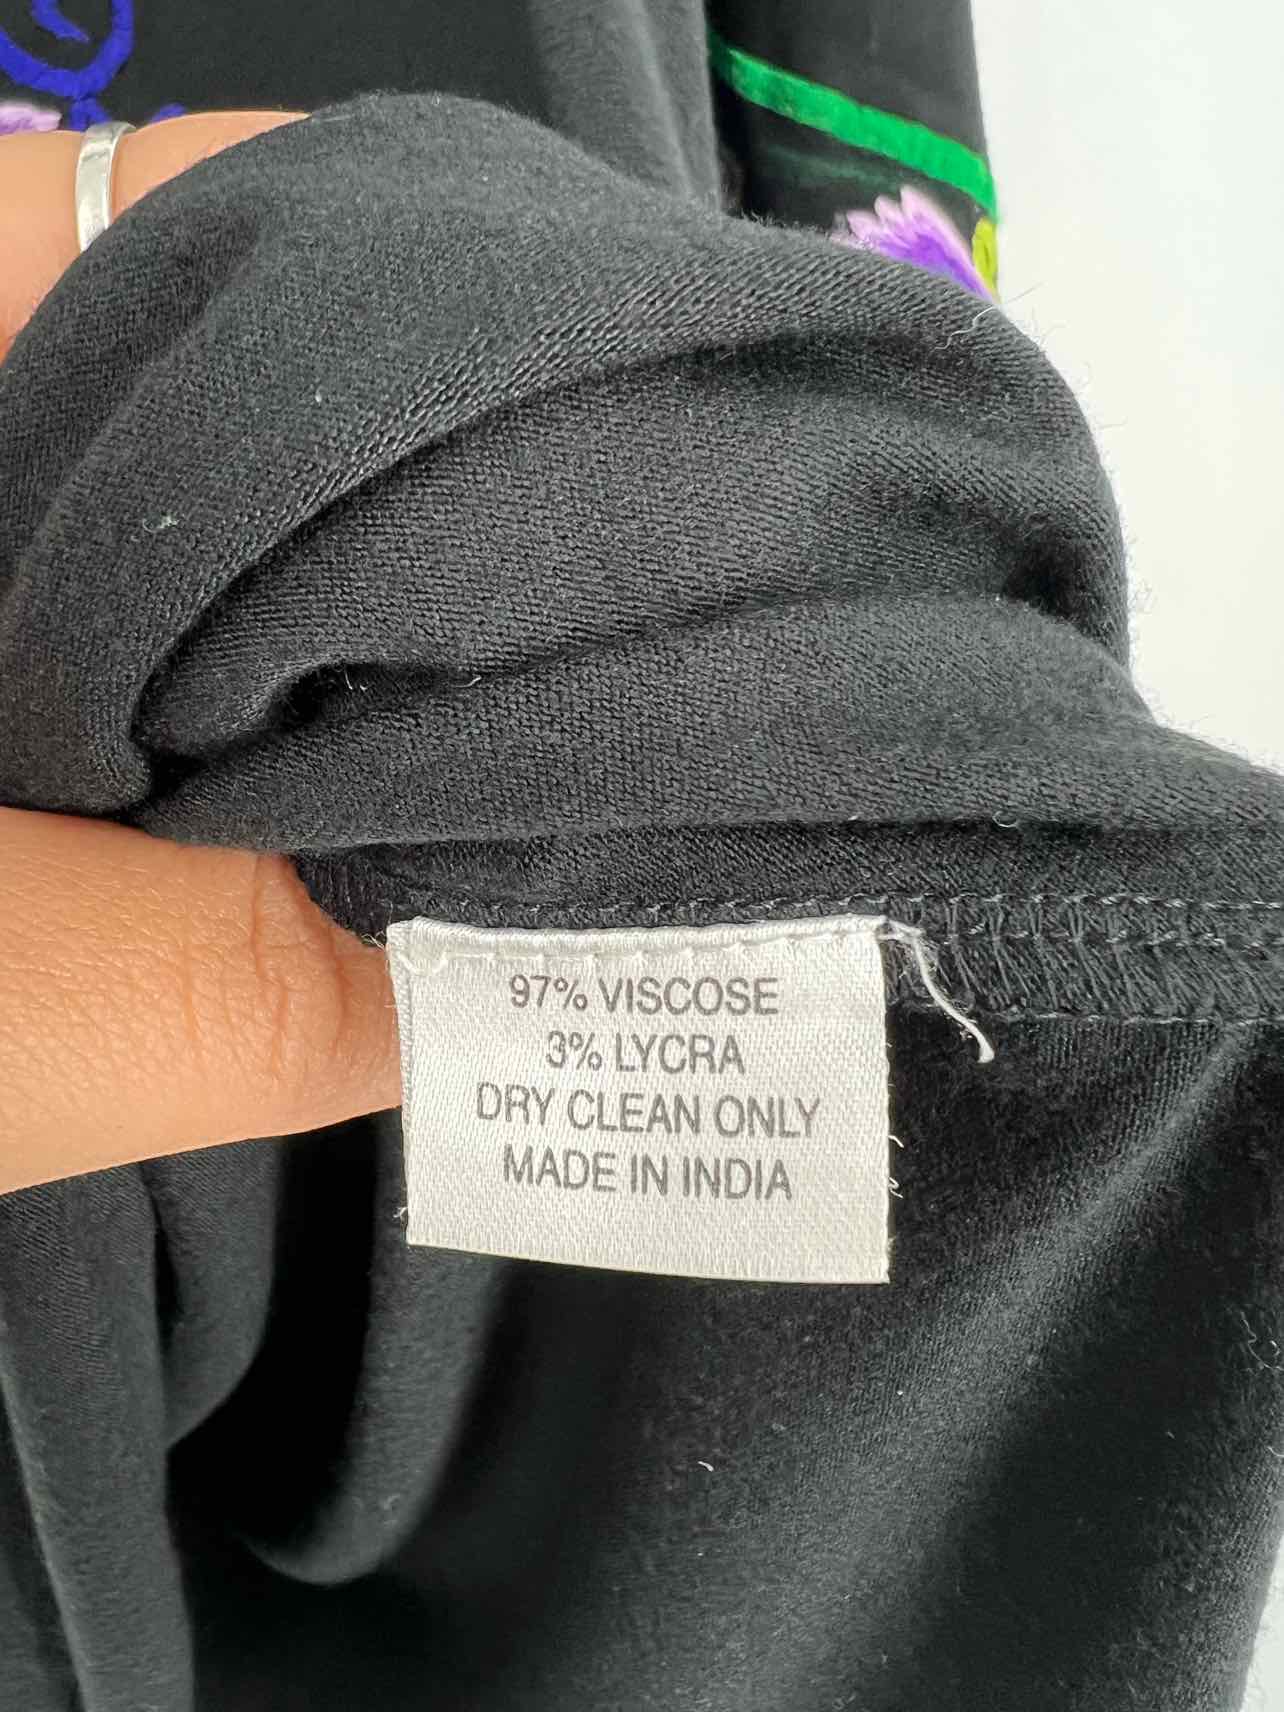 97% VISCOSE
3% LYCRA
DRY CLEAN ONLY
MADE IN INDIA